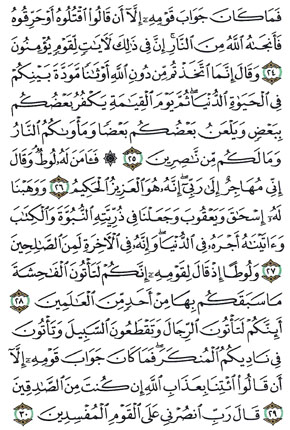 فَمَا كَانَ جَوَابَ قَوْمِهِۦٓ إِلَّآ أَن قَالُوا۟ ٱقْتُلُوهُ أَوْ حَرِّقُوهُ
فَأَنجَىٰهُ ٱللَّهُ مِنَ ٱلنَّارِ ۚ إِنَّ فِى ذَٰلِكَ لَءَايَٰتٍ لِّقَوْمٍ يُؤْمِنُونَ
٢٤ وَقَالَ إِنَّمَا ٱتَّخَذْتُم مِّن دُونِ ٱللَّهِ أَوْثَٰنًا مَّوَدَّةَ بَيْنِكُمْ
فِى ٱلْحَيَوٰةِ ٱلدُّنْيَا ۖ ثُمَّ يَوْمَ ٱلْقِيَٰمَةِ يَكْفُرُ بَعْضُكُم
بِبَعْضٍ وَيَلْعَنُ بَعْضُكُم بَعْضًا وَمَأْوَىٰكُمُ ٱلنَّارُ
وَمَا لَكُم مِّن نَّٰصِرِينَ ٢٥ ۞ فَـَٔامَنَ لَهُۥ لُوطٌ ۘ وَقَالَ
إِنِّى مُهَاجِرٌ إِلَىٰ رَبِّىٓ ۖ إِنَّهُۥ هُوَ ٱلْعَزِيزُ ٱلْحَكِيمُ ٢٦ وَوَهَبْنَا
لَهُۥٓ إِسْحَٰقَ وَيَعْقُوبَ وَجَعَلْنَا فِى ذُرِّيَّتِهِ ٱلنُّبُوَّةَ وَٱلْكِتَٰبَ
وَءَاتَيْنَٰهُ أَجْرَهُۥ فِى ٱلدُّنْيَا ۖ وَإِنَّهُۥ فِى ٱلْءَاخِرَةِ لَمِنَ ٱلصَّٰلِحِينَ
٢٧ وَلُوطًا إِذْ قَالَ لِقَوْمِهِۦٓ إِنَّكُمْ لَتَأْتُونَ ٱلْفَٰحِشَةَ
مَا سَبَقَكُم بِهَا مِنْ أَحَدٍ مِّنَ ٱلْعَٰلَمِينَ ٢٨
أَئِنَّكُمْ لَتَأْتُونَ ٱلرِّجَالَ وَتَقْطَعُونَ ٱلسَّبِيلَ وَتَأْتُونَ
فِى نَادِيكُمُ ٱلْمُنكَرَ ۖ فَمَا كَانَ جَوَابَ قَوْمِهِۦٓ إِلَّآ
أَن قَالُوا۟ ٱئْتِنَا بِعَذَابِ ٱللَّهِ إِن كُنتَ مِنَ ٱلصَّٰدِقِينَ
٢٩ قَالَ رَبِّ ٱنصُرْنِى عَلَى ٱلْقَوْمِ ٱلْمُفْسِدِينَ ٣٠